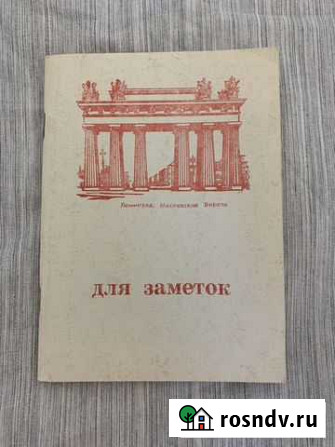 Ленинград. Московские Ворота
для заметок
rosndv.ru